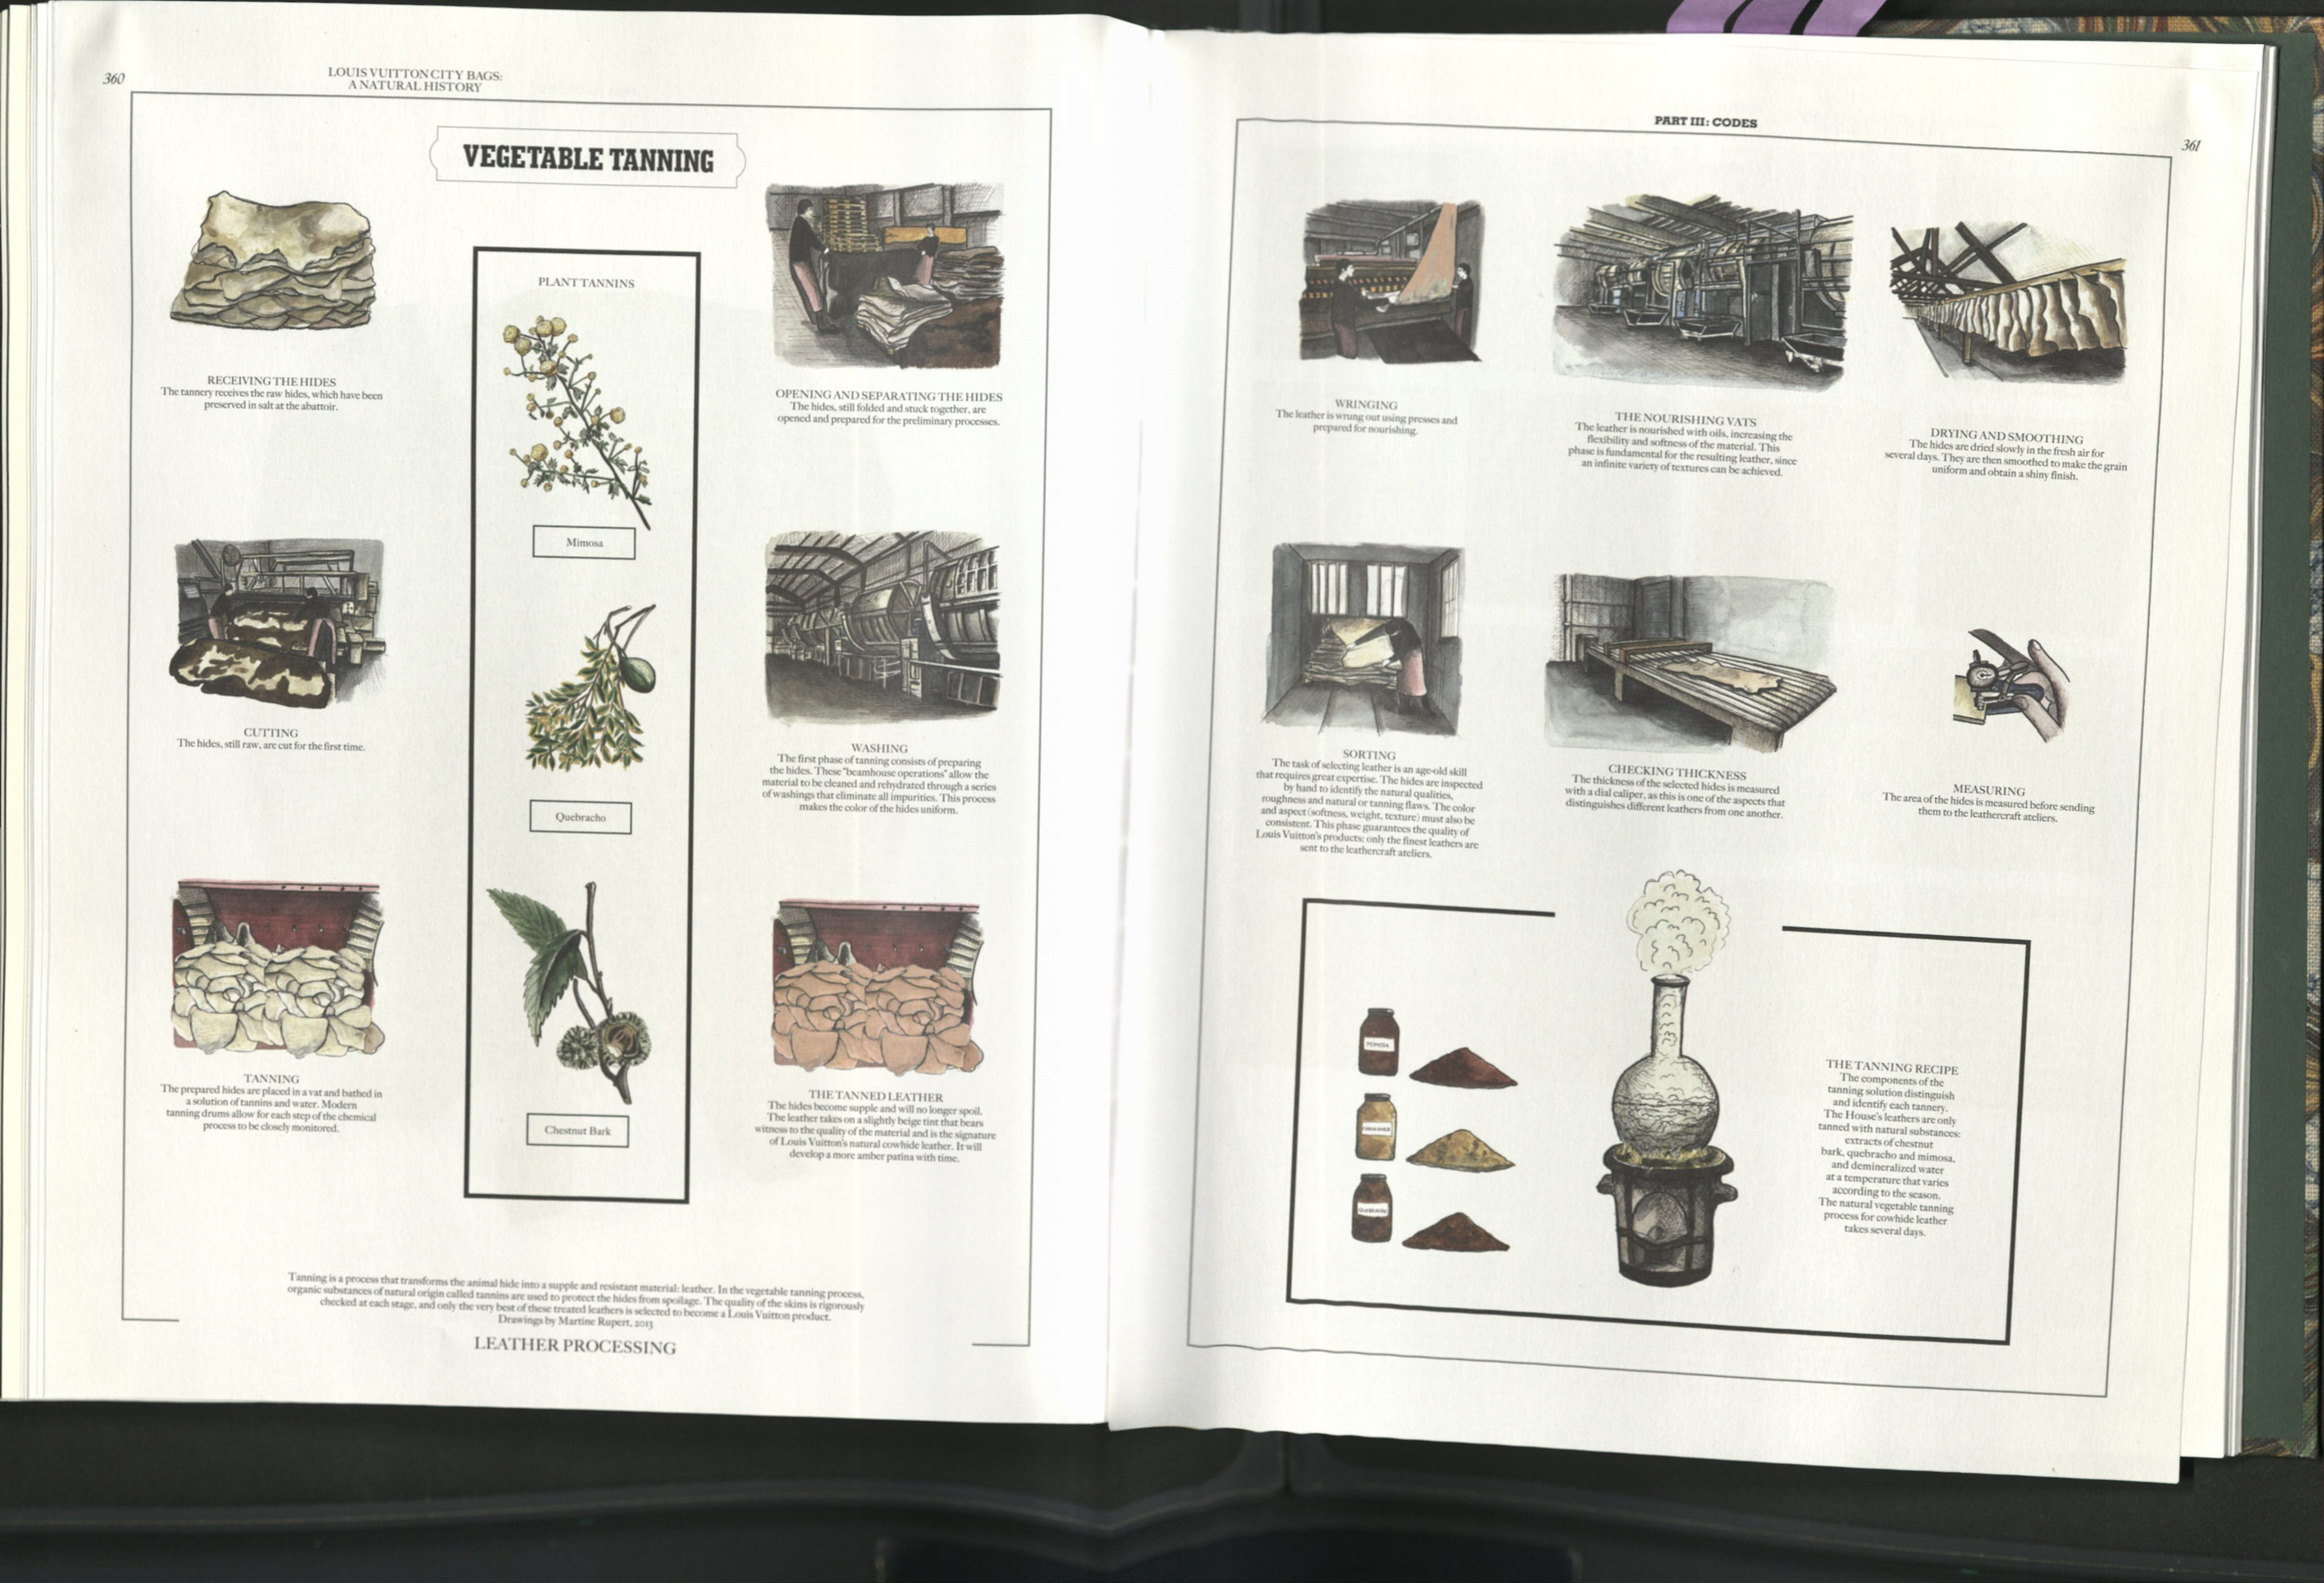 360
LOUIS VUITTON CITY BAGS:
A NATURAL HISTORY
VEGETABLE TANNING
RECEIVING THE HIDES
The tannery receives the raw hides, which have been
preserved in salt at the abattoir.
PLANT TANNINS
Mimosa
Quebracho
Chestnut Bark
OPENING AND SEPARATING THE HIDES
The hides, still folded and stuck together, are
opened and prepared for the preliminary processes.
CUTTING
The hides, still raw, are cut for the first time.
WASHING
The first phase of tanning consists of preparing
the hides. These "beamhouse operations" allow the
material to be cleaned and rehydrated through a series
of washings that eliminate all impurities. This process
makes the color of the hides uniform.
TANNING
The prepared hides are placed in a vat and bathed in
a solution of tannins and water. Modern
tanning drums allow for each step of the chemical
process to be closely monitored.
THE TANNED LEATHER
The hides become supple and will no longer spoil.
The leather takes on a slightly beige tint that bears
witness to the quality of the material and is the signature
of Louis Vuitton's natural cowhide leather. It will
develop a more amber patina with time.
Tanning is a process that transforms the animal hide into a supple and resistant material: leather. In the vegetable tanning process,
organic substances of natural origin called tannins are used to protect the hides from spoilage. The quality of the skins is rigorously
checked at each stage, and only the very best of these treated leathers is selected to become a Louis Vuitton product.
Drawings by Martine Rupert, 2013
LEATHER PROCESSING
PART III: CODES
361
WRINGING
The leather is wrung out using presses and
prepared for nourishing.
THE NOURISHING VATS
The leather is nourished with oils, increasing the
flexibility and softness of the material. This
phase is fundamental for the resulting leather, since
an infinite variety of textures can be achieved.
DRYING AND SMOOTHING
The hides are dried slowly in the fresh air for
several days. They are then smoothed to make the grain
uniform and obtain a shiny finish.
SORTING
The task of selecting leather is an age-old skill
that requires great expertise. The hides are inspected
by hand to identify the natural qualities,
roughness and natural or tanning flaws. The color
and aspect (softness, weight, texture) must also be
consistent. This phase guarantees the quality of
Louis Vuitton's products: only the finest leathers are
sent to the leathercraft ateliers.
CHECKING THICKNESS
The thickness of the selected hides is measured
with a dial caliper, as this is one of the aspects that
distinguishes different leathers from one another.
MEASURING
The area of the hides is measured before sending
them to the leathercraft ateliers.
MIMOSA
THE TANNING RECIPE
The components of the
tanning solution distinguish
and identify each tannery.
The House's leathers are only
tanned with natural substances:
extracts of chestnut
bark, quebracho and mimosa,
and demineralized water
at a temperature that varies
according to the season.
The natural vegetable tanning
process for cowhide leather
takes several days.